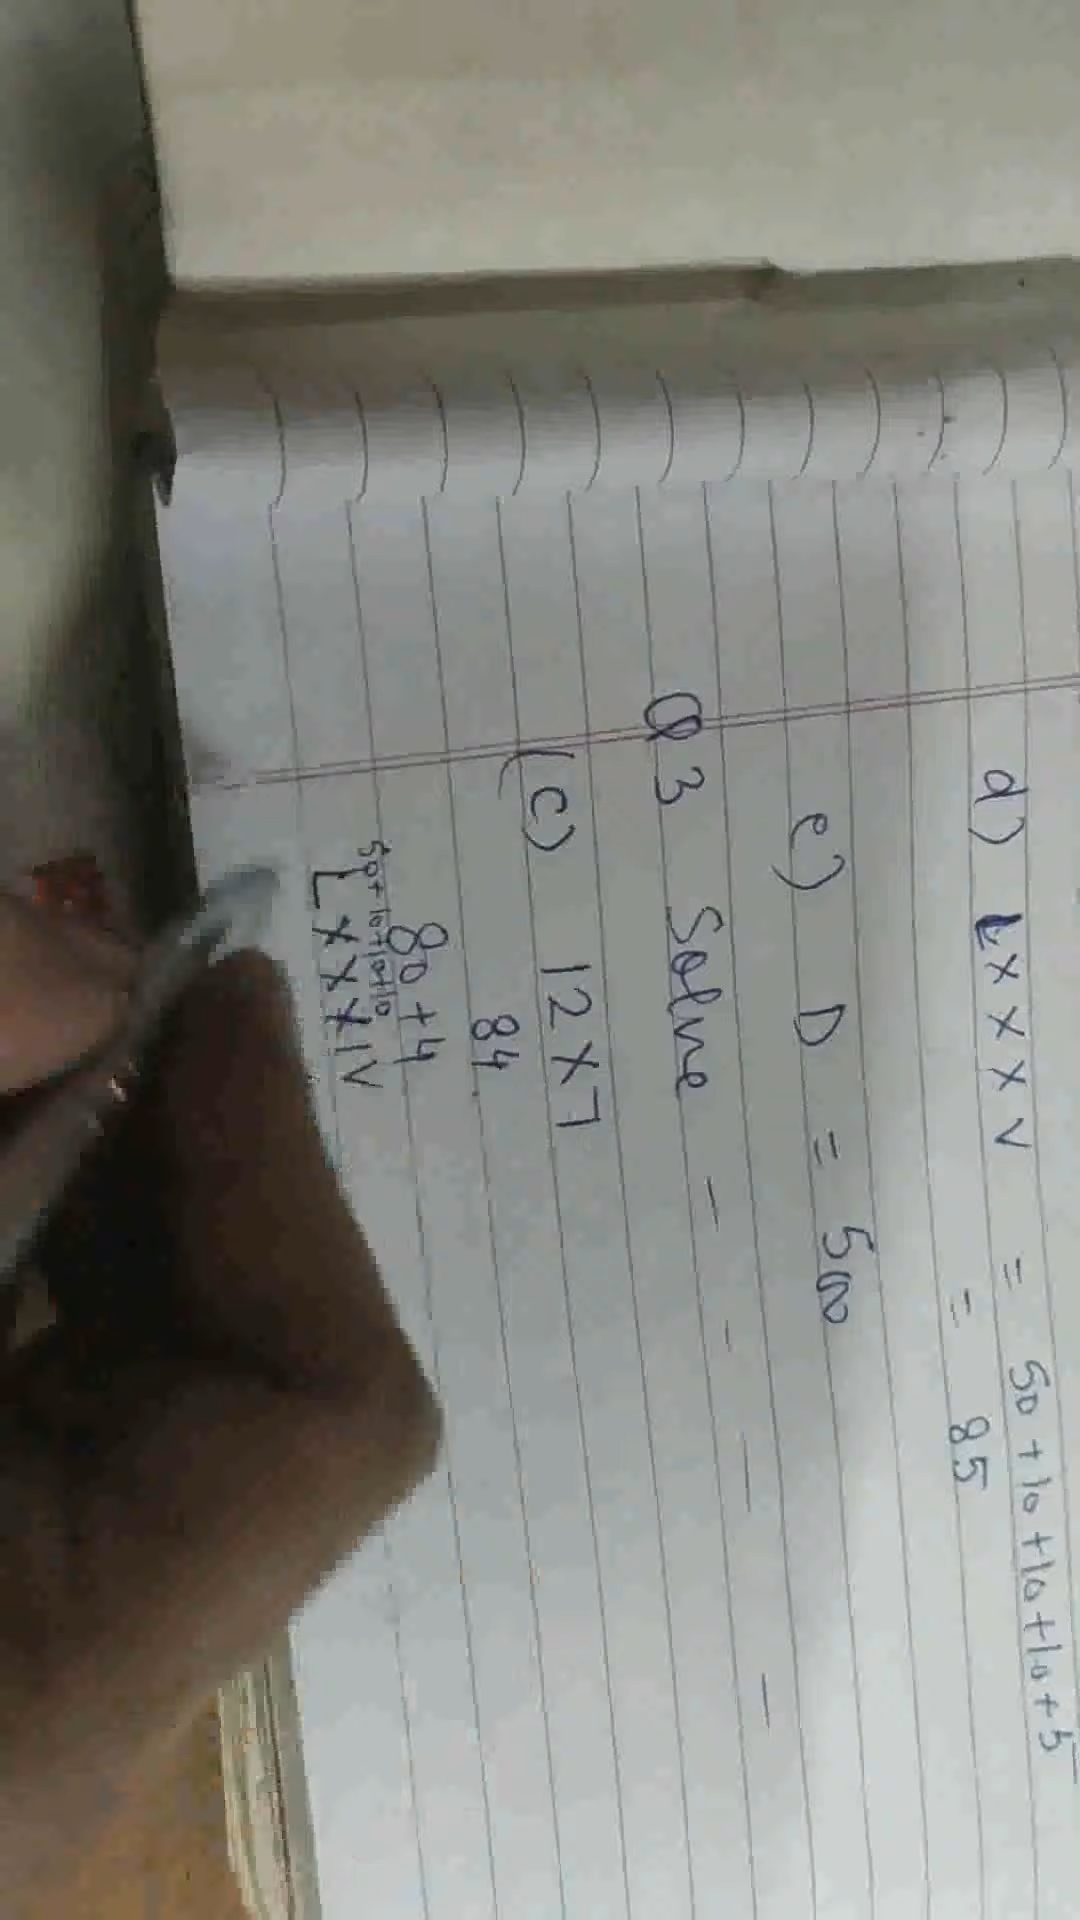 d) LXXXV = 50+10+10+10+5
= 85
e) D = 500
Q3 Solve - - - -
(c) 12×7
84
80+4
50+10+10+10
LXXXIV